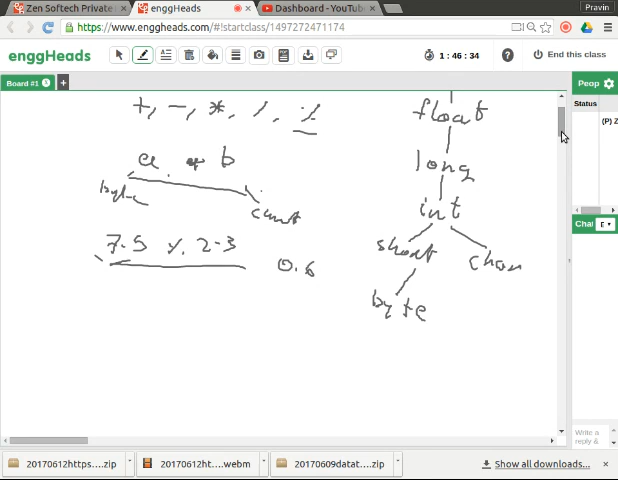 Zen Softech Private
enggHeads
Dashboard - YouTube
Pravin
https://www.enggheads.com/#!startclass/1497272471174
enggHeads
1 : 46 : 34
?
End this class
Board #1
+
Peop
Status
(P) Z
+, -, *, /, %
float
long
a + b
byte
int
short
char
7.5 % 2.3
0.6
byte
Chat
E
Write a
reply &
20170612https....zip
20170612ht....webm
20170609datat....zip
Show all downloads...